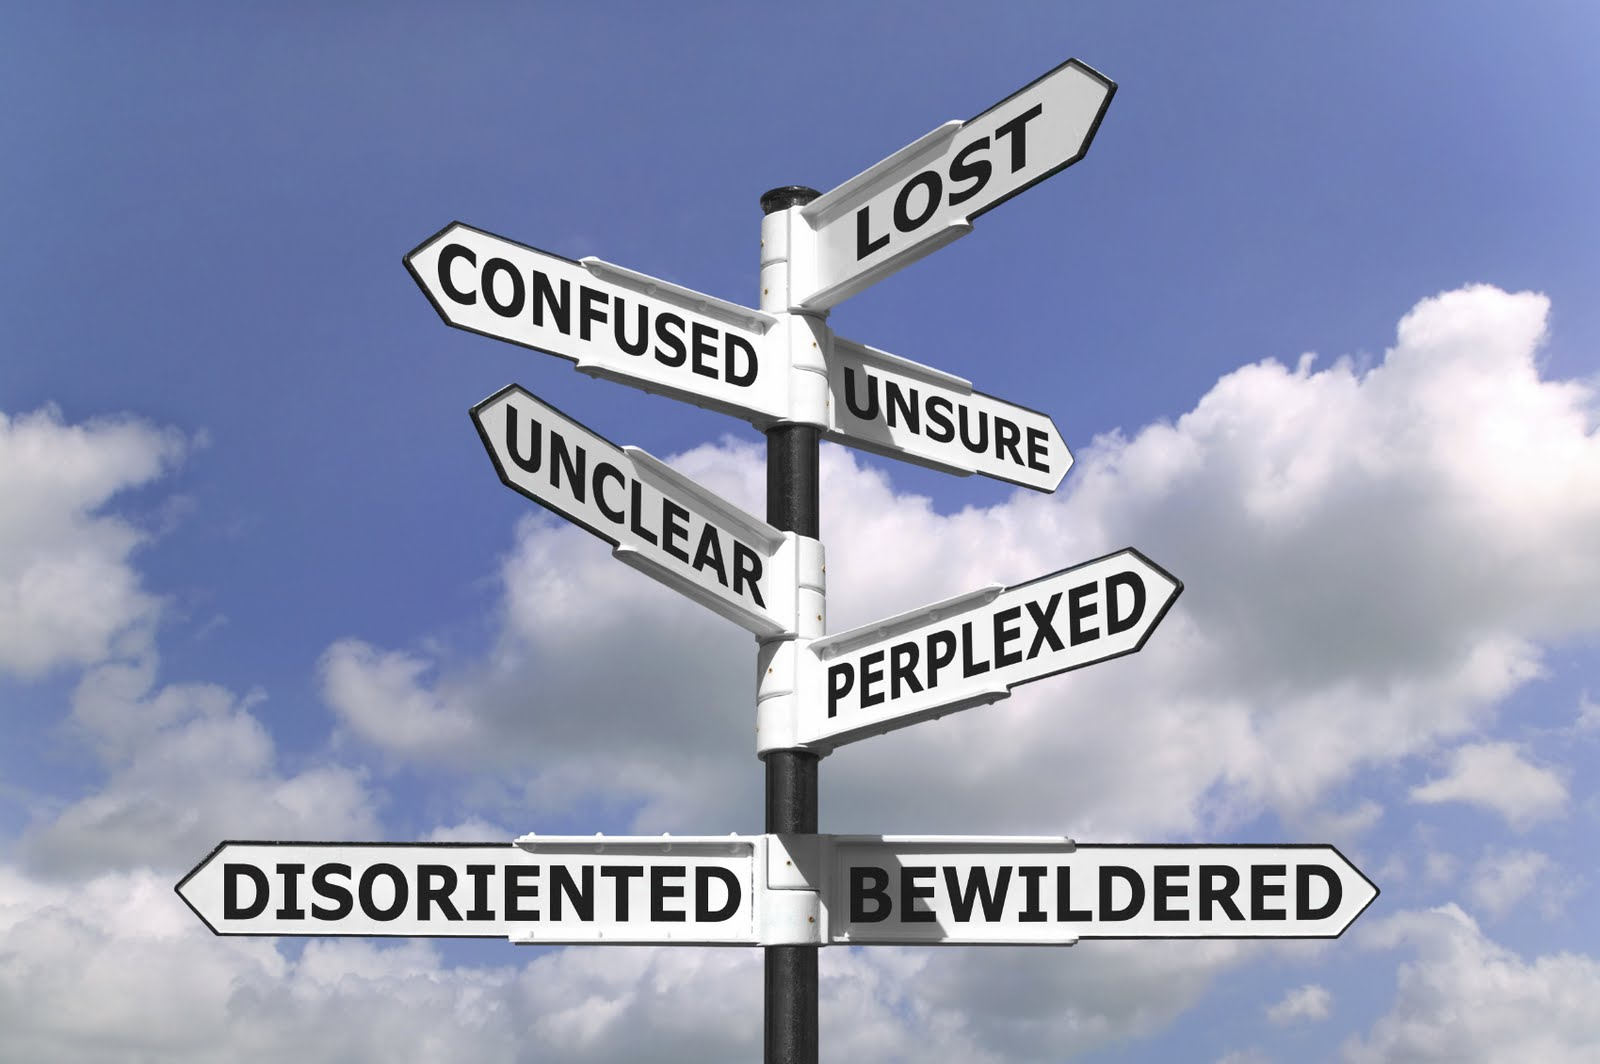 LOST
CONFUSED
UNSURE
UNCLEAR
PERPLEXED
DISORIENTED
BEWILDERED